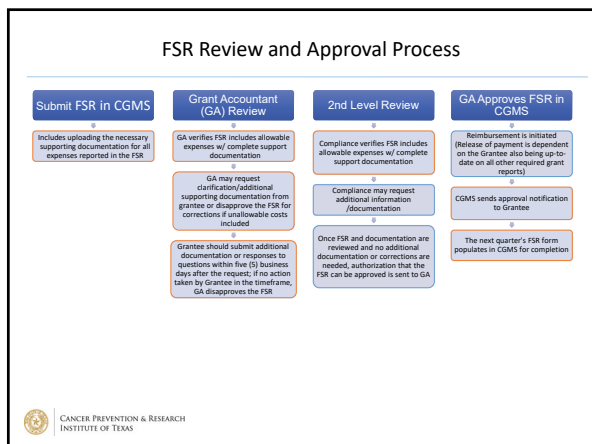 FSR Review and Approval Process
Submit FSR in CGMS
Includes uploading the necessary
supporting documentation for all
expenses reported in the FSR
Grant Accountant
(GA) Review
GA verifies FSR includes allowable
expenses w/ complete support
documentation
GA may request
clarification/additional
supporting documentation from
grantee or disapprove the FSR for
corrections if unallowable costs
included
Grantee should submit additional
documentation or responses to
questions within five (5) business
days after the request; if no action
taken by Grantee in the timeframe,
GA disapproves the FSR
2nd Level Review
Compliance verifies FSR includes
allowable expenses w/ complete
support documentation
Compliance may request
additional information
/documentation
Once FSR and documentation are
reviewed and no additional
documentation or corrections are
needed, authorization that the
FSR can be approved is sent to GA
GA Approves FSR in
CGMS
Reimbursement is initiated
(Release of payment is dependent
on the Grantee also being up-to-
date on all other required grant
reports)
CGMS sends approval notification
to Grantee
The next quarter's FSR form
populates in CGMS for completion
CANCER PREVENTION & RESEARCH
INSTITUTE OF TEXAS